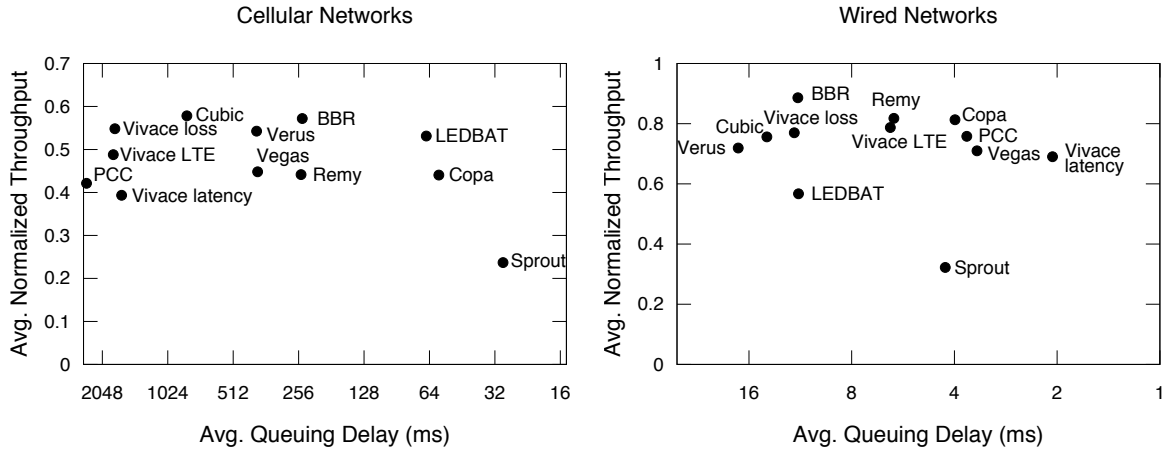 Cellular Networks
Avg. Normalized Throughput
0.7
0.6
0.5
0.4
0.3
0.2
0.1
0
Cubic
BBR
Vivace loss
Verus
LEDBAT
Vivace LTE
Vegas
PCC
Remy
Copa
Vivace latency
Sprout
2048 1024 512 256 128 64 32 16
Avg. Queuing Delay (ms)
Wired Networks
Avg. Normalized Throughput
1
0.8
0.6
0.4
0.2
0
BBR
Remy
Vivace loss
Copa
Cubic
PCC
Vivace LTE
Verus
Vegas
Vivace
latency
LEDBAT
Sprout
16 8 4 2 1
Avg. Queuing Delay (ms)